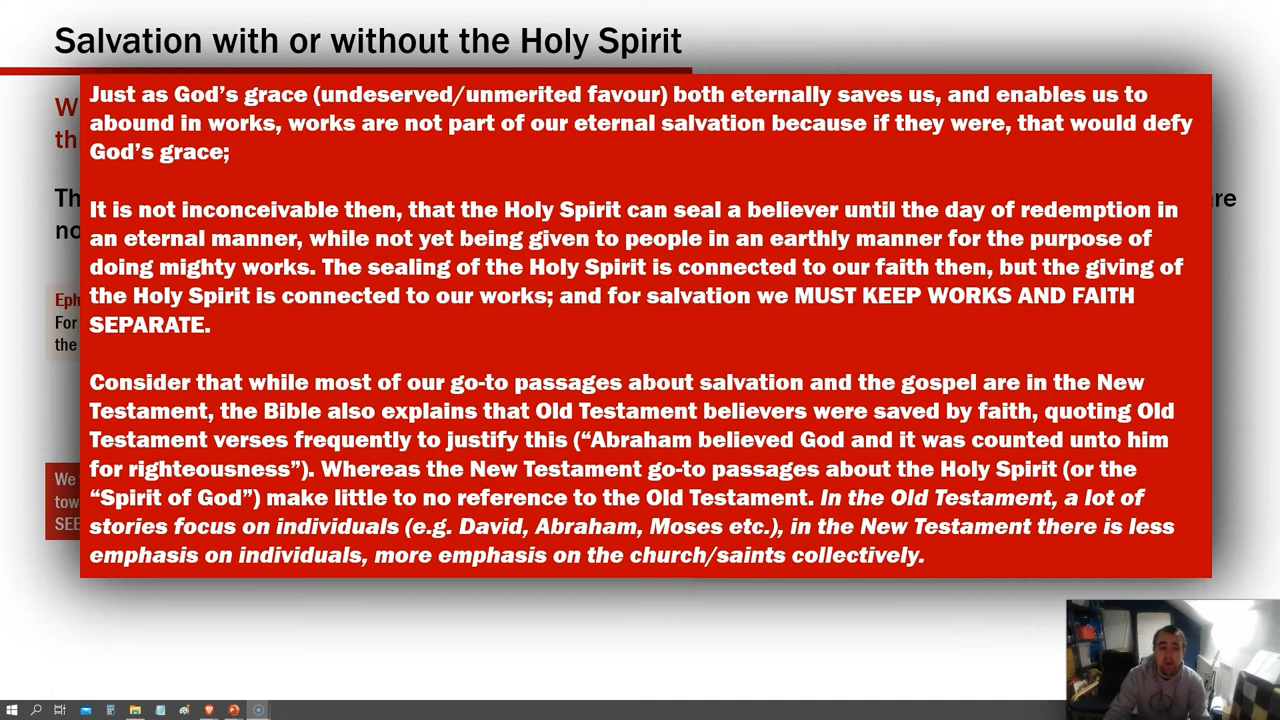 Salvation with or without the Holy Spirit
W
th
Just as God’s grace (undeserved/unmerited favour) both eternally saves us, and enables us to
abound in works, works are not part of our eternal salvation because if they were, that would defy
God’s grace;
Th
are
no
It is not inconceivable then, that the Holy Spirit can seal a believer until the day of redemption in
an eternal manner, while not yet being given to people in an earthly manner for the purpose of
doing mighty works. The sealing of the Holy Spirit is connected to our faith then, but the giving of
the Holy Spirit is connected to our works; and for salvation we MUST KEEP WORKS AND FAITH
SEPARATE.
Eph
For
the
Consider that while most of our go-to passages about salvation and the gospel are in the New
Testament, the Bible also explains that Old Testament believers were saved by faith, quoting Old
Testament verses frequently to justify this (“Abraham believed God and it was counted unto him
for righteousness”). Whereas the New Testament go-to passages about the Holy Spirit (or the
“Spirit of God”) make little to no reference to the Old Testament. In the Old Testament, a lot of
stories focus on individuals (e.g. David, Abraham, Moses etc.), in the New Testament there is less
emphasis on individuals, more emphasis on the church/saints collectively.
We
tow
SEE